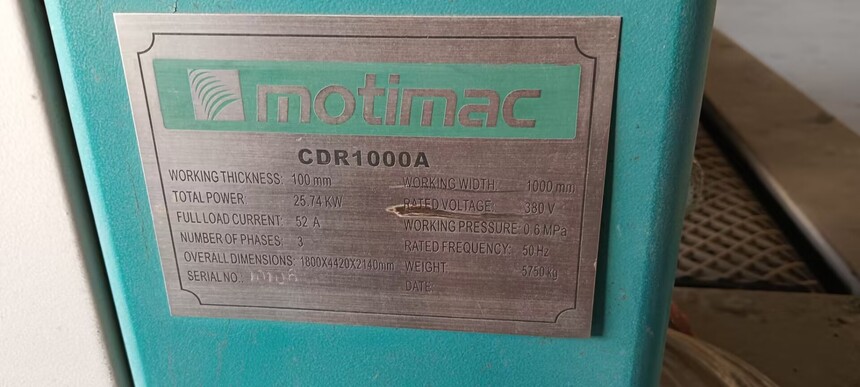 motimac
CDR1000A
WORKING THICKNESS: 100 mm WORKING WIDTH: 1000 mm
TOTAL POWER 25.74 KW RATED VOLTAGE: 380 V
FULL LOAD CURRENT: 52 A WORKING PRESSURE: 0.6 MPa
NUMBER OF PHASES 3 RATED FREQUENCY: 50 Hz
OVERALL DIMENSIONS: 1800X4420X2140mm WEIGHT: 5750 kg
SERIAL NO. DATE: